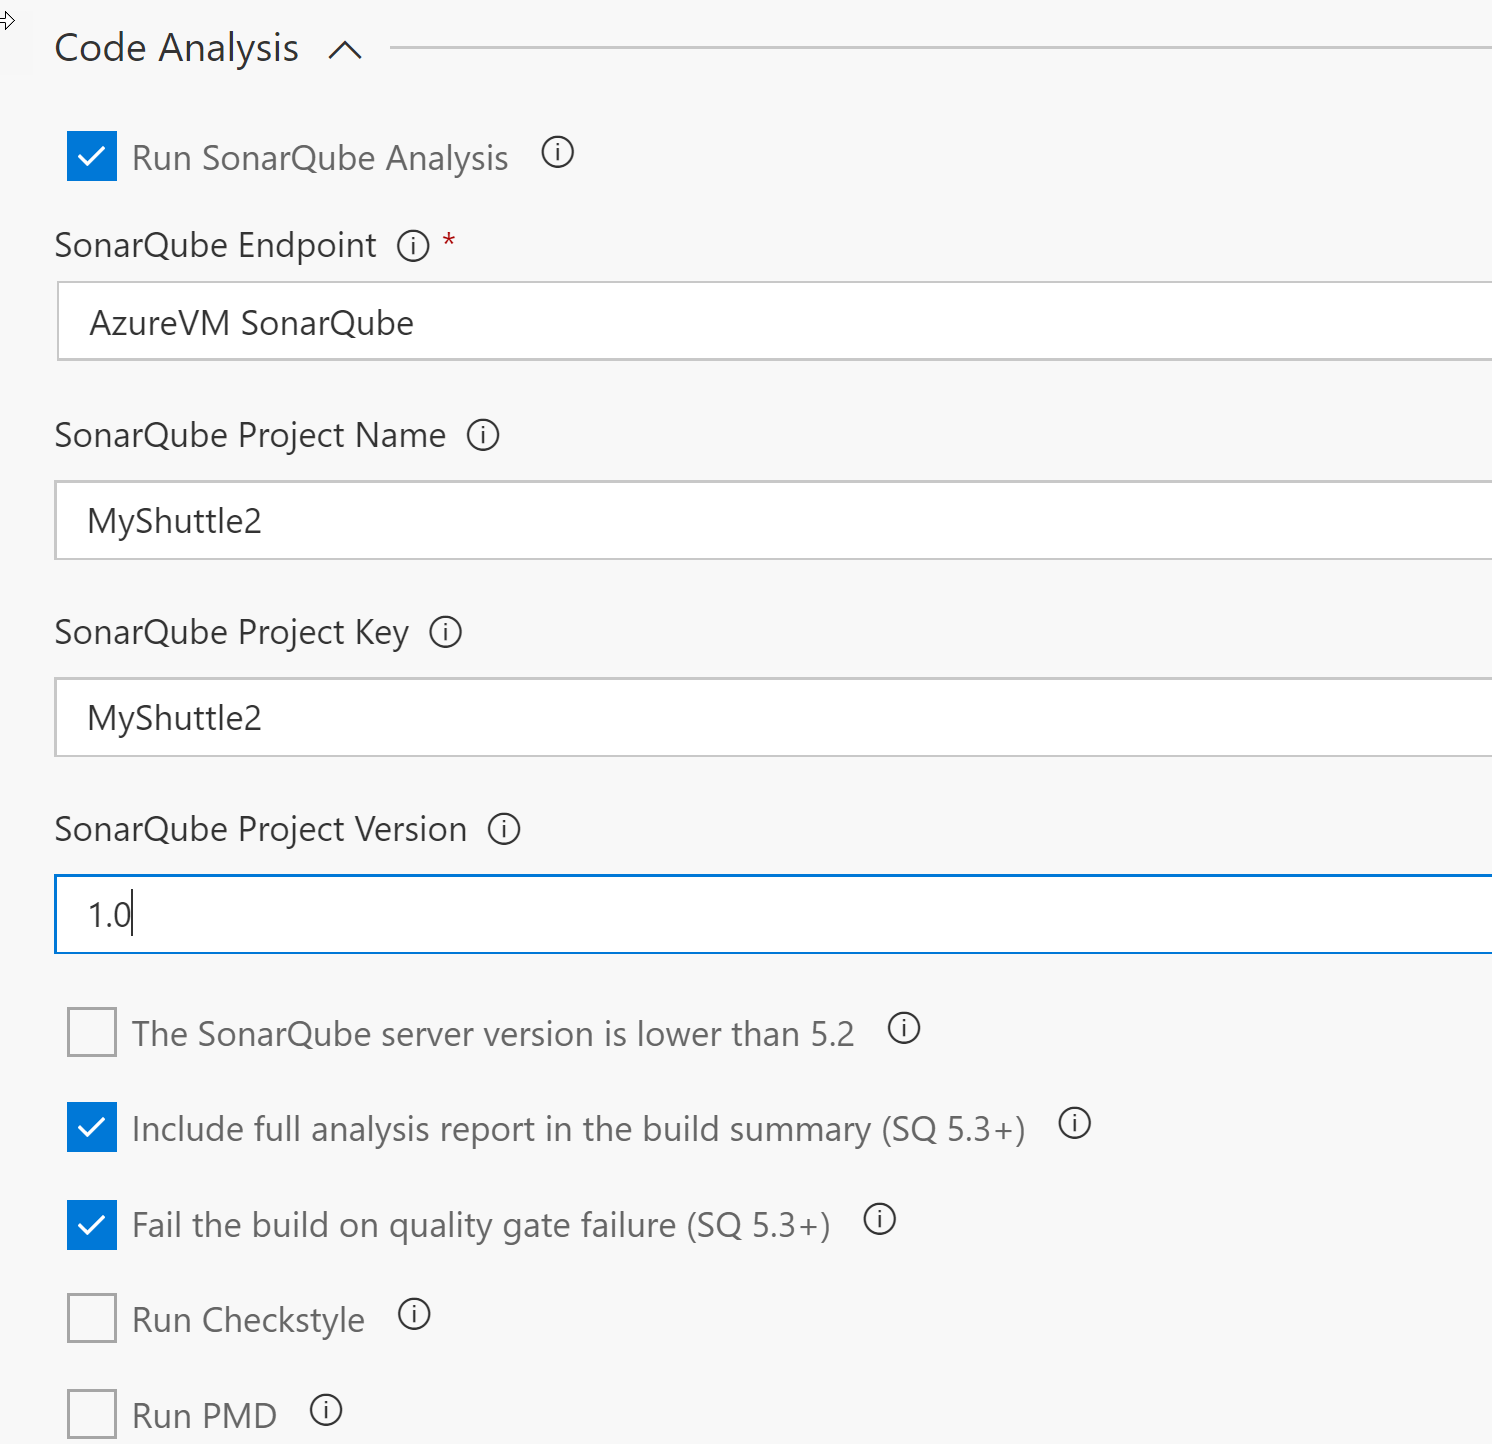 Code Analysis
Run SonarQube Analysis
SonarQube Endpoint *
AzureVM SonarQube
SonarQube Project Name
MyShuttle2
SonarQube Project Key
MyShuttle2
SonarQube Project Version
1.0
The SonarQube server version is lower than 5.2
Include full analysis report in the build summary (SQ 5.3+)
Fail the build on quality gate failure (SQ 5.3+)
Run Checkstyle
Run PMD